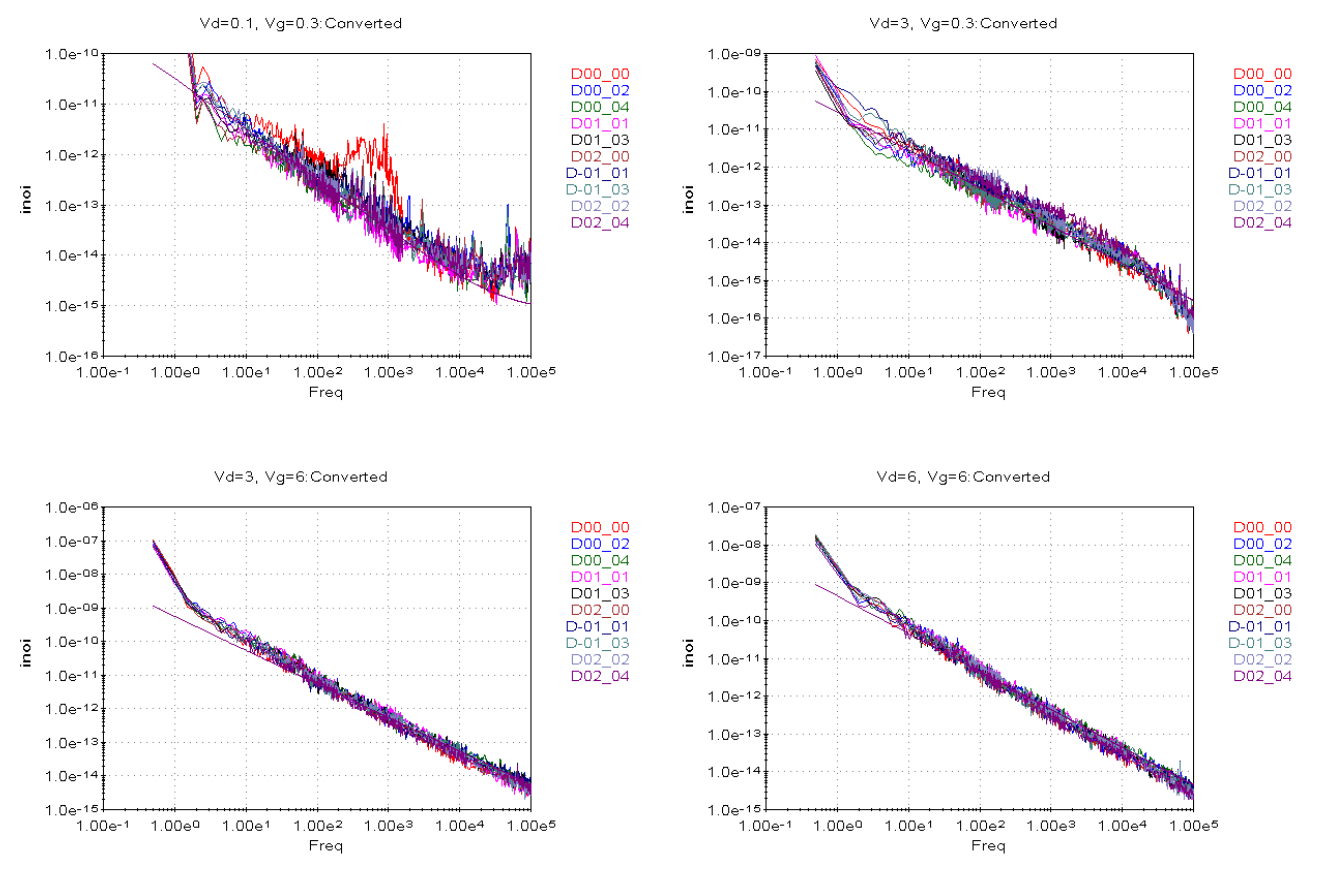 Vd=0.1, Vg=0.3:Converted
1.0e-10
1.0e-11
1.0e-12
1.0e-13
1.0e-14
1.0e-15
1.0e-16
inoi
1.00e-1 1.00e0 1.00e1 1.00e2 1.00e3 1.00e4 1.00e5
Freq
D00_00
D00_02
D00_04
D01_01
D01_03
D02_00
D-01_01
D-01_03
D02_02
D02_04
Vd=3, Vg=0.3:Converted
1.0e-09
1.0e-10
1.0e-11
1.0e-12
1.0e-13
1.0e-14
1.0e-15
1.0e-16
1.0e-17
inoi
1.00e-1 1.00e0 1.00e1 1.00e2 1.00e3 1.00e4 1.00e5
Freq
D00_00
D00_02
D00_04
D01_01
D01_03
D02_00
D-01_01
D-01_03
D02_02
D02_04
Vd=3, Vg=6:Converted
1.0e-06
1.0e-07
1.0e-08
1.0e-09
1.0e-10
1.0e-11
1.0e-12
1.0e-13
1.0e-14
1.0e-15
inoi
1.00e-1 1.00e0 1.00e1 1.00e2 1.00e3 1.00e4 1.00e5
Freq
D00_00
D00_02
D00_04
D01_01
D01_03
D02_00
D-01_01
D-01_03
D02_02
D02_04
Vd=6, Vg=6:Converted
1.0e-07
1.0e-08
1.0e-09
1.0e-10
1.0e-11
1.0e-12
1.0e-13
1.0e-14
1.0e-15
inoi
1.00e-1 1.00e0 1.00e1 1.00e2 1.00e3 1.00e4 1.00e5
Freq
D00_00
D00_02
D00_04
D01_01
D01_03
D02_00
D-01_01
D-01_03
D02_02
D02_04